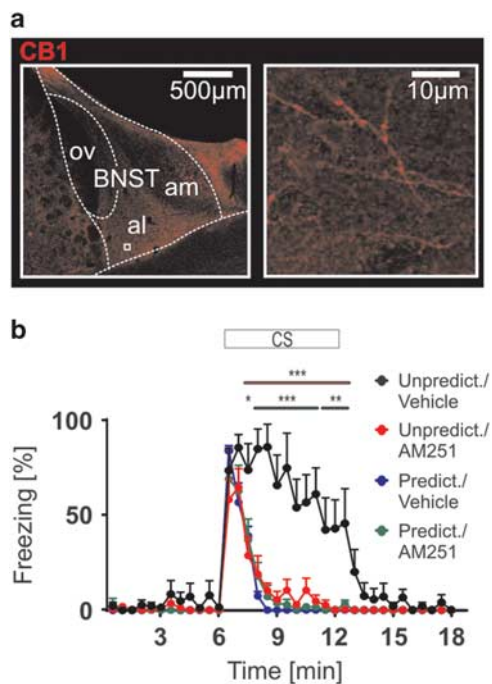 a
CB1
500µm
10µm
ov
BNST
am
al
b
CS
***
* *** **
Unpredict./
Vehicle
Unpredict./
AM251
Predict./
Vehicle
Predict./
AM251
Freezing [%]
100
50
0
3 6 9 12 15 18
Time [min]